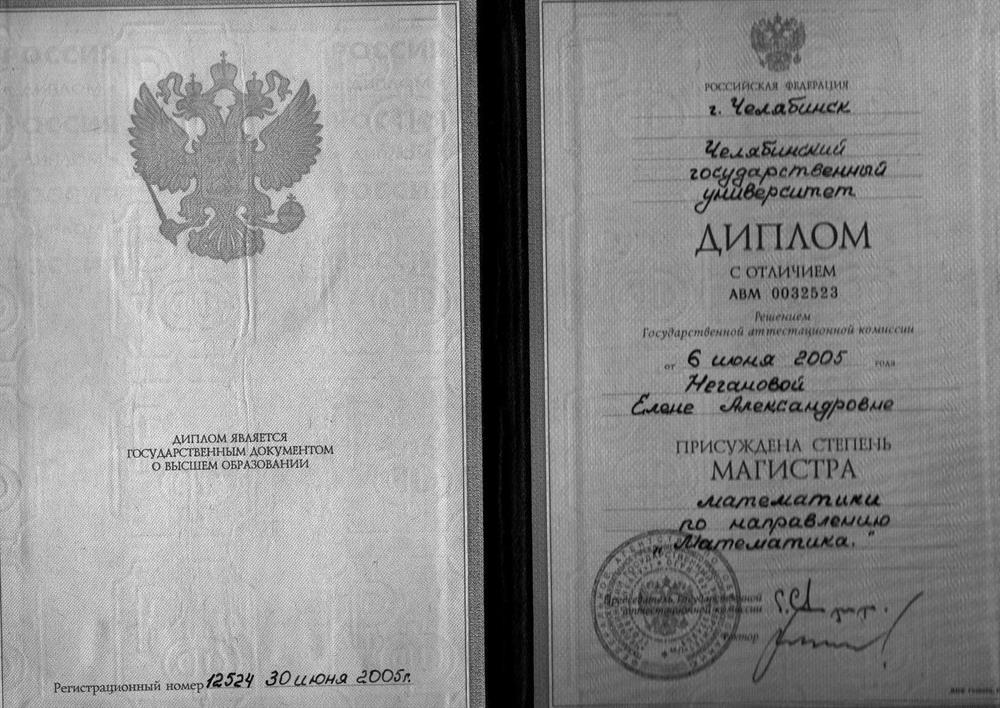 ДИПЛОМ ЯВЛЯЕТСЯ
ГОСУДАРСТВЕННЫМ ДОКУМЕНТОМ
О ВЫСШЕМ ОБРАЗОВАНИИ
Регистрационный номер 12524 30 июня 2005г.
РОССИЙСКАЯ ФЕДЕРАЦИЯ
г. Челябинск
Челябинский
государственный
университет
ДИПЛОМ
С ОТЛИЧИЕМ
АВМ 0032523
Решением
Государственной аттестационной комиссии
от 6 июня 2005 года
Негановой
Елене Александровне
ПРИСУЖДЕНА СТЕПЕНЬ
МАГИСТРА
математики
по направлению
"Математика."
Председатель Государственной
аттестационной комиссии
Ректор